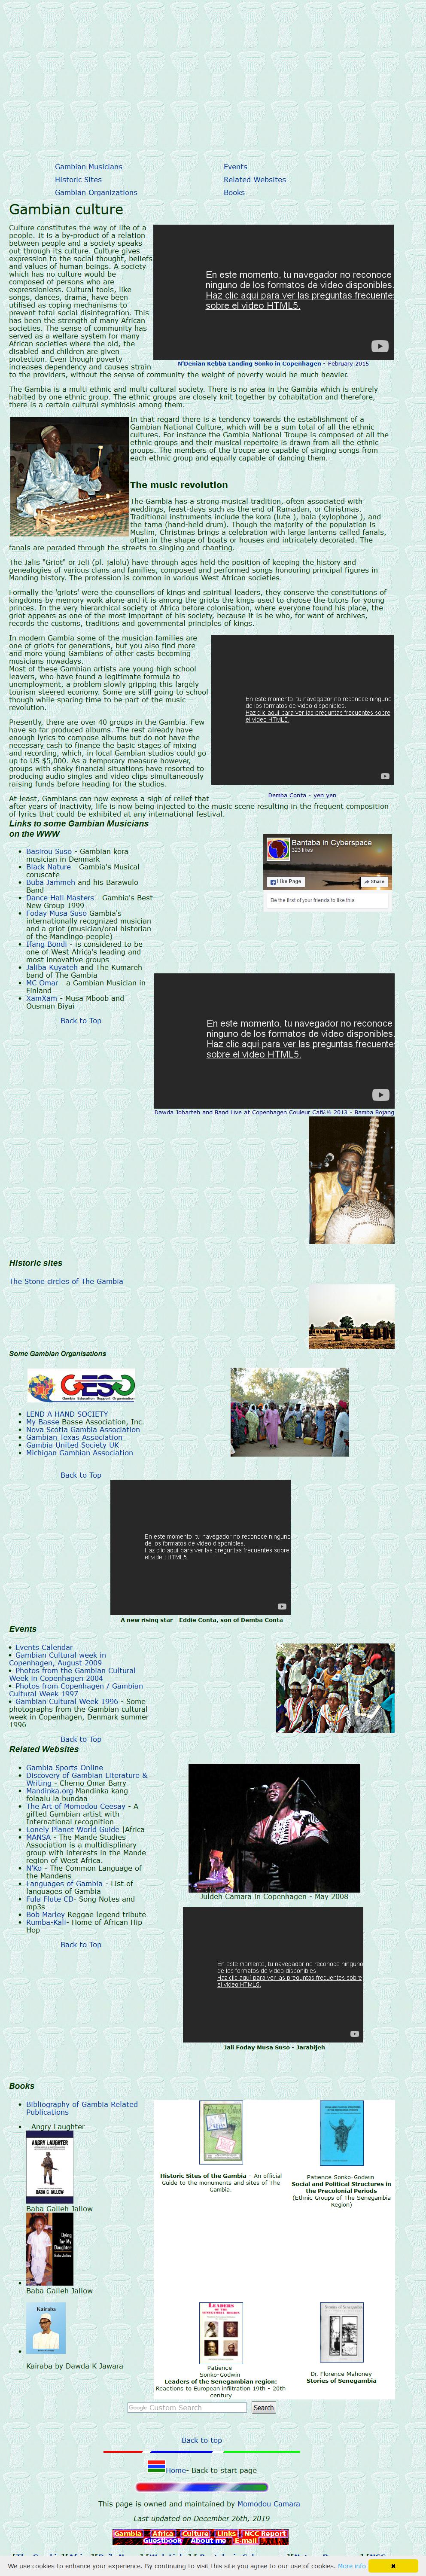 Gambian Musicians
Events
Historic Sites
Related Websites
Gambian Organizations
Books
Gambian culture
Culture constitutes the way of life of a
people. It is a by-product of a relation
between people and a society speaks
out through its culture. Culture gives
expression to the social thought, beliefs
and values of human beings. A society
which has no culture would be
composed of persons who are
expressionless. Cultural tools, like
songs, dances, drama, have been
utilised as coping mechanisms to
prevent total social disintegration. This
has been the strength of many African
societies. The sense of community has
served as a welfare system for many
African societies where the old, the
disabled and children are given
protection. Even though poverty
increases dependency and causes strain
to the providers, without the sense of community the weight of poverty would be much heavier.
En este momento, tu navegador no reconoce
ninguno de los formatos de vídeo disponibles.
Haz clic aquí para ver las preguntas frecuente
sobre el vídeo HTML5.
N'Denian Kebba Landing Sonko in Copenhagen - February 2015
The Gambia is a multi ethnic and multi cultural society. There is no area in the Gambia which is entirely
habited by one ethnic group. The ethnic groups are closely knit together by cohabitation and therefore,
there is a certain cultural symbiosis among them.
In that regard there is a tendency towards the establishment of a
Gambian National Culture, which will be a sum total of all the ethnic
cultures. For instance the Gambia National Troupe is composed of all the
ethnic groups and their musical repertoire is drawn from all the ethnic
groups. The members of the troupe are capable of singing songs from
each ethnic group and equally capable of dancing them.
The music revolution
The Gambia has a strong musical tradition, often associated with
weddings, feast-days such as the end of Ramadan, or Christmas.
Traditional instruments include the kora (lute ), bala (xylophone ), and
the tama (hand-held drum). Though the majority of the population is
Muslim, Christmas brings a celebration with large lanterns called fanals,
often in the shape of boats or houses and intricately decorated. The
fanals are paraded through the streets to singing and chanting.
The Jalis "Griot" or Jeli (pl. jalolu) have through ages held the position of keeping the history and
genealogies of various clans and families, composed and performed songs honouring principal figures in
Manding history. The profession is common in various West African societies.
Formally the 'griots' were the counsellors of kings and spiritual leaders, they conserve the constitutions of
kingdoms by memory work alone and it is among the griots the kings used to choose the tutors for young
princes. In the very hierarchical society of Africa before colonisation, where everyone found his place, the
griot appears as one of the most important of his society, because it is he who, for want of archives,
records the customs, traditions and governmental principles of kings.
In modern Gambia some of the musician families are
one of griots for generations, but you also find more
and more young Gambians of other casts becoming
musicians nowadays.
Most of these Gambian artists are young high school
leavers, who have found a legitimate formula to
unemployment, a problem slowly gripping this largely
tourism steered economy. Some are still going to school
though while sparing time to be part of the music
revolution.
Presently, there are over 40 groups in the Gambia. Few
have so far produced albums. The rest already have
enough lyrics to compose albums but do not have the
necessary cash to finance the basic stages of mixing
and recording, which, in local Gambian studios could go
up to US $5,000. As a temporary measure however,
groups with shaky financial situations have resorted to
producing audio singles and video clips simultaneously
raising funds before heading for the studios.
En este momento, tu navegador no reconoce ninguno
de los formatos de vídeo disponibles.
Haz clic aquí para ver las preguntas frecuentes sobre
el vídeo HTML5.
Demba Conta - yen yen
At least, Gambians can now express a sigh of relief that
after years of inactivity, life is now being injected to the music scene resulting in the frequent composition
of lyrics that could be exhibited at any international festival.
Links to some Gambian Musicians
on the WWW
Basirou Suso - Gambian kora
musician in Denmark
Black Nature - Gambia's Musical
coruscate
Buba Jammeh and his Barawulo
Band
Dance Hall Masters - Gambia's Best
New Group 1999
Foday Musa Suso Gambia's
internationally recognized musician
and a griot (musician/oral historian
of the Mandingo people)
Ifang Bondi - is considered to be
one of West Africa's leading and
most innovative groups
Jaliba Kuyateh and The Kumareh
band of The Gambia
MC Omar - a Gambian Musician in
Finland
XamXam - Musa Mboob and
Ousman Biyai
Back to Top
Bantaba in Cyberspace
323 likes
Like Page
Share
Be the first of your friends to like this
En este momento, tu navegador no reconoce
ninguno de los formatos de vídeo disponibles.
Haz clic aquí para ver las preguntas frecuente
sobre el vídeo HTML5.
Dawda Jobarteh and Band Live at Copenhagen Couleur Cafï¿½ 2013 - Bamba Bojang
Historic sites
The Stone circles of The Gambia
Some Gambian Organisations
GESO
Gambia Education Support Organisation
LEND A HAND SOCIETY
My Basse Basse Association, Inc.
Nova Scotia Gambia Association
Gambian Texas Association
Gambia United Society UK
Michigan Gambian Association
Back to Top
En este momento, tu navegador no reconoce ninguno
de los formatos de vídeo disponibles.
Haz clic aquí para ver las preguntas frecuentes sobre
el vídeo HTML5.
A new rising star - Eddie Conta, son of Demba Conta
Events
Events Calendar
Gambian Cultural week in
Copenhagen, August 2009
Photos from the Gambian Cultural
Week in Copenhagen 2004
Photos from Copenhagen / Gambian
Cultural Week 1997
Gambian Cultural Week 1996 - Some
photographs from the Gambian cultural
week in Copenhagen, Denmark summer
1996
Back to Top
Related Websites
Gambia Sports Online
Discovery of Gambian Literature &
Writing - Cherno Omar Barry
Mandinka.org Mandinka kang
folaalu la bundaa
The Art of Momodou Ceesay - A
gifted Gambian artist with
International recognition
Lonely Planet World Guide |Africa
MANSA - The Mande Studies
Association is a multidisplinary
group with interests in the Mande
region of West Africa.
N'Ko - The Common Language of
the Mandens
Languages of Gambia - List of
languages of Gambia
Fula Flute CD- Song Notes and
mp3s
Bob Marley Reggae legend tribute
Rumba-Kali- Home of African Hip
Hop
Back to Top
Juldeh Camara in Copenhagen - May 2008
En este momento, tu navegador no reconoce ninguno
de los formatos de vídeo disponibles.
Haz clic aquí para ver las preguntas frecuentes sobre
el vídeo HTML5.
Jali Foday Musa Suso - Jarabijeh
Books
Bibliography of Gambia Related
Publications
Angry Laughter
ANGRY LAUGHTER
BABA G. JALLOW
Baba Galleh Jallow
Dying
for My
Daughter
Baba Jallow
Baba Galleh Jallow
Kairaba
Kairaba by Dawda K Jawara
Historic Sites of the Gambia - An official
Guide to the monuments and sites of The
Gambia.
Patience Sonko-Godwin
Social and Political Structures in
the Precolonial Periods
(Ethnic Groups of The Senegambia
Region)
LEADERS
Patience
Sonko-Godwin
Leaders of the Senegambian region:
Reactions to European infiltration 19th - 20th
century
Stories of Senegambia
Dr. Florence Mahoney
Stories of Senegambia
Google Custom Search
Search
Back to top
Home- Back to start page
This page is owned and maintained by Momodou Camara
Last updated on December 26th, 2019
Gambia Africa Culture Links NCC Report
Guestbook About me E-mail
We use cookies to enhance your experience. By continuing to visit this site you agree to our use of cookies. More info
✖